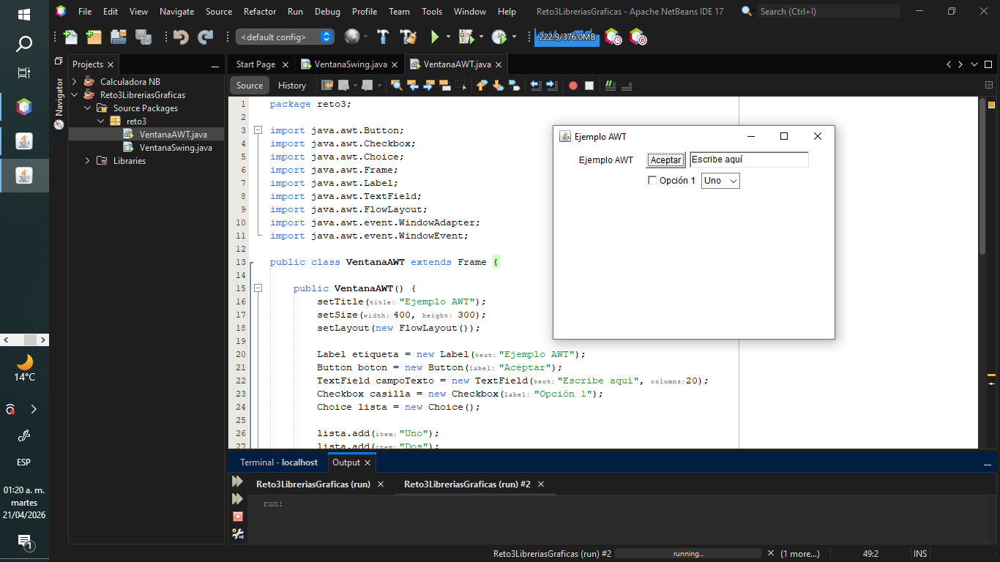 File Edit View Navigate Source Refactor Run Debug Profile Team Tools Window Help Reto3LibreriasGraficas - Apache NetBeans IDE 17 Search (Ctrl+I)
<default config> 222.9/376.0MB
Projects
Navigator
Calculadora NB
Reto3LibreriasGraficas
Source Packages
reto3
VentanaAWT.java
VentanaSwing.java
Libraries
Start Page VentanaSwing.java VentanaAWT.java
Source History
1 package reto3;
2
3 import java.awt.Button;
4 import java.awt.Checkbox;
5 import java.awt.Choice;
6 import java.awt.Frame;
7 import java.awt.Label;
8 import java.awt.TextField;
9 import java.awt.FlowLayout;
10 import java.awt.event.WindowAdapter;
11 import java.awt.event.WindowEvent;
12
13 public class VentanaAWT extends Frame {
14
15 public VentanaAWT() {
16 setTitle(title: "Ejemplo AWT");
17 setSize(width: 400, height: 300);
18 setLayout(new FlowLayout());
19
20 Label etiqueta = new Label(text: "Ejemplo AWT");
21 Button boton = new Button(label: "Aceptar");
22 TextField campoTexto = new TextField(text: "Escribe aquí", columns: 20);
23 Checkbox casilla = new Checkbox(label: "Opción 1");
24 Choice lista = new Choice();
25
26 lista.add(item: "Uno");
27 lista.add(item: "Dos");
Ejemplo AWT
Ejemplo AWT Aceptar Escribe aquí
Opción 1 Uno
Terminal - localhost Output
Reto3LibreriasGraficas (run) Reto3LibreriasGraficas (run) #2
run:
Reto3LibreriasGraficas (run) #2 running... (1 more...) 49:2 INS
14°C
ESP
01:20 a. m.
martes
21/04/2026
1